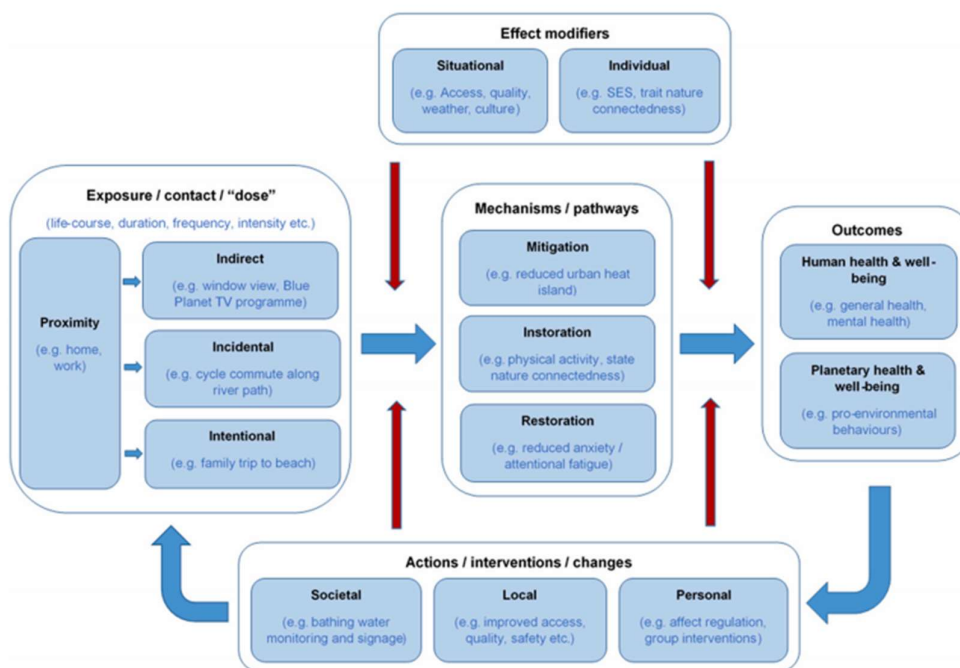 Effect modifiers
Situational
(e.g. Access, quality,
weather, culture)
Individual
(e.g. SES, trait nature
connectedness)
Exposure / contact / “dose”
(life-course, duration, frequency, intensity etc.)
Proximity
(e.g. home,
work)
Indirect
(e.g. window view, Blue
Planet TV programme)
Incidental
(e.g. cycle commute along
river path)
Intentional
(e.g. family trip to beach)
Mechanisms / pathways
Mitigation
(e.g. reduced urban heat
island)
Instoration
(e.g. physical activity, state
nature connectedness)
Restoration
(e.g. reduced anxiety /
attentional fatigue)
Outcomes
Human health & well-
being
(e.g. general health,
mental health)
Planetary health &
well-being
(e.g. pro-environmental
behaviours)
Actions / interventions / changes
Societal
(e.g. bathing water
monitoring and signage)
Local
(e.g. improved access,
quality, safety etc.)
Personal
(e.g. affect regulation,
group interventions)